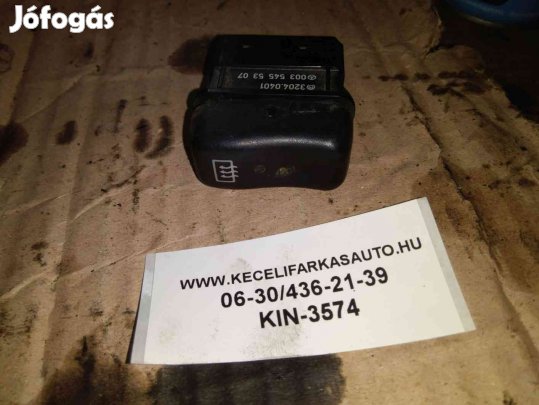 Jófogás
3204.0401
003 545 53 07
WWW.KECELIFARKASAUTO.HU
06-30/436-21-39
KIN-3574